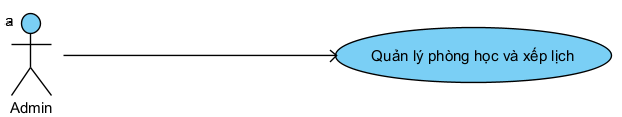 a
Quản lý phòng học và xếp lịch
Admin